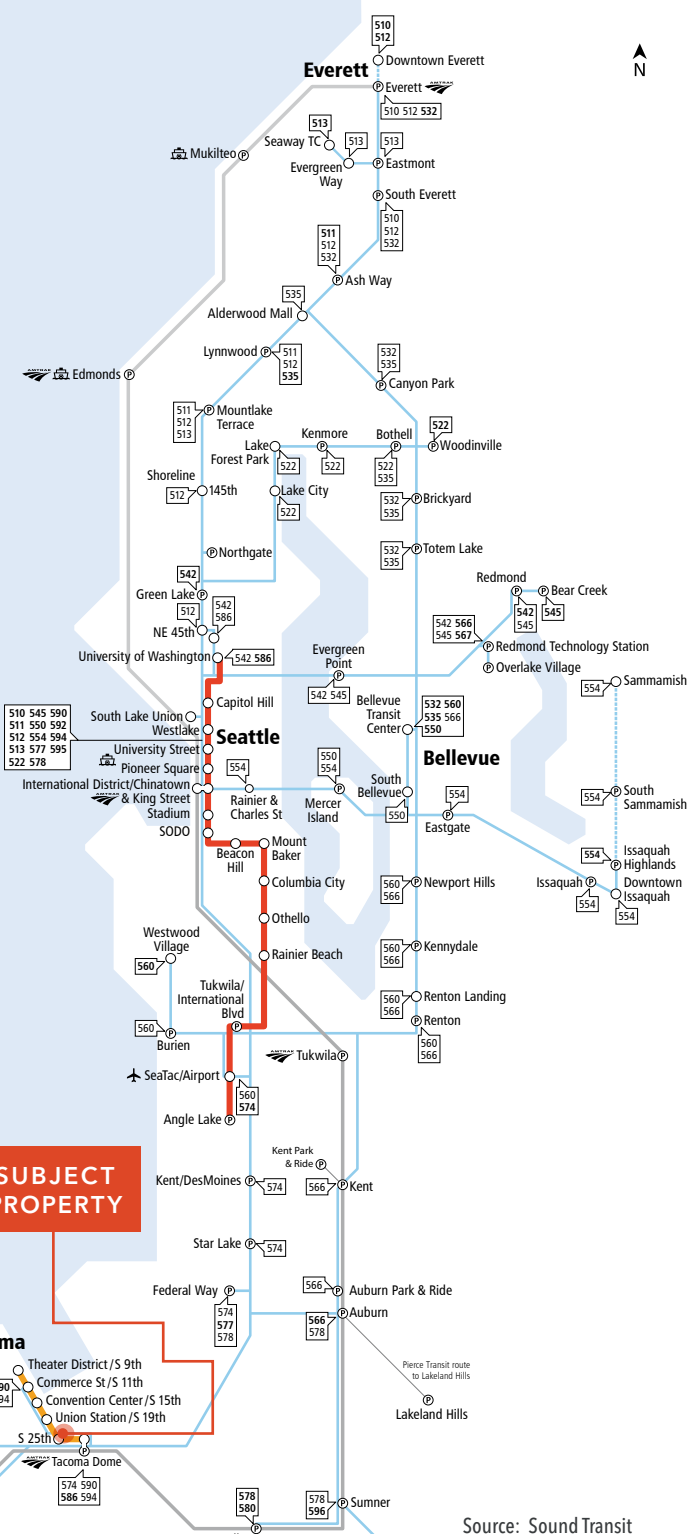 510
512
Downtown Everett
N
Everett
Everett
AMTRAK
510 512 532
513
Seaway TC
513
513
Mukilteo
Evergreen
Way
Eastmont
South Everett
510
512
532
511
512
532
Ash Way
535
Alderwood Mall
Lynnwood
511
512
535
532
535
Canyon Park
AMTRAK
Edmonds
511
512
513
Mountlake
Terrace
522
Lake
Forest Park
522
Kenmore
522
Bothell
522
535
Woodinville
Shoreline
145th
512
Lake City
522
532
535
Brickyard
Northgate
532
535
Totem Lake
542
Green Lake
512
542
586
NE 45th
Redmond
Bear Creek
542
545
545
542 566
545 567
Redmond Technology Station
Overlake Village
University of Washington
542 586
Evergreen
Point
542 545
Sammamish
554
Capitol Hill
Bellevue
Transit
Center
532 560
535 566
550
510 545 590
511 550 592
512 554 594
513 577 595
522 578
South Lake Union
Westlake
Seattle
University Street
Bellevue
Pioneer Square
International District/Chinatown
AMTRAK
& King Street
554
Rainier &
Charles St
550
554
Mercer
Island
South
Bellevue
550
554
Eastgate
554
South
Sammamish
Stadium
SODO
Beacon
Hill
Mount
Baker
554
Issaquah
Highlands
Issaquah
554
Downtown
Issaquah
554
Columbia City
560
566
Newport Hills
Othello
Westwood
Village
560
Rainier Beach
560
566
Kennydale
Tukwila/
International
Blvd
560
566
Renton Landing
560
Burien
Renton
560
566
AMTRAK
Tukwila
SeaTac/Airport
560
574
Angle Lake
SUBJECT
PROPERTY
Kent Park
& Ride
Kent/DesMoines
574
566
Kent
Star Lake
574
Federal Way
574
577
578
566
Auburn Park & Ride
566
578
Auburn
ma
Theater District/S 9th
Commerce St/S 11th
90
94
Convention Center/S 15th
Union Station/S 19th
S 25th
Pierce Transit route
to Lakeland Hills
Lakeland Hills
AMTRAK
Tacoma Dome
574 590
586 594
578
580
578
596
Sumner
Source: Sound Transit